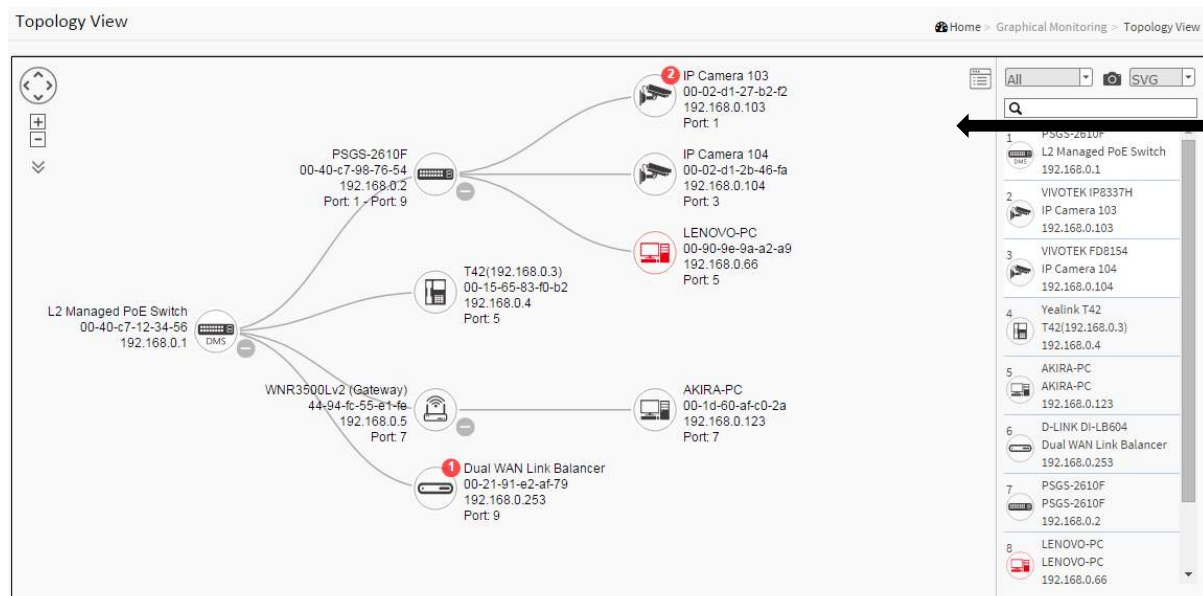 Topology View
Home > Graphical Monitoring > Topology View
2
IP Camera 103
00-02-d1-27-b2-f2
192.168.0.103
Port: 1
PSGS-2610F
00-40-c7-98-76-54
192.168.0.2
Port: 1 - Port: 9
IP Camera 104
00-02-d1-2b-46-fa
192.168.0.104
Port: 3
LENOVO-PC
00-90-9e-9a-a2-a9
192.168.0.66
Port: 5
T42(192.168.0.3)
00-15-65-83-f0-b2
192.168.0.4
Port: 5
L2 Managed PoE Switch
00-40-c7-12-34-56
192.168.0.1
DMS
WNR3500Lv2 (Gateway)
44-94-fc-55-e1-fe
192.168.0.5
Port: 7
AKIRA-PC
00-1d-60-af-c0-2a
192.168.0.123
Port: 7
1
Dual WAN Link Balancer
00-21-91-e2-af-79
192.168.0.253
Port: 9
All
SVG
1
PSGS-2610F
DMS
L2 Managed PoE Switch
192.168.0.1
2
VIVOTEK IP8337H
IP Camera 103
192.168.0.103
3
VIVOTEK FD8154
IP Camera 104
192.168.0.104
4
Yealink T42
T42(192.168.0.3)
192.168.0.4
5
AKIRA-PC
AKIRA-PC
192.168.0.123
6
D-LINK DI-LB604
Dual WAN Link Balancer
192.168.0.253
7
PSGS-2610F
PSGS-2610F
192.168.0.2
8
LENOVO-PC
LENOVO-PC
192.168.0.66